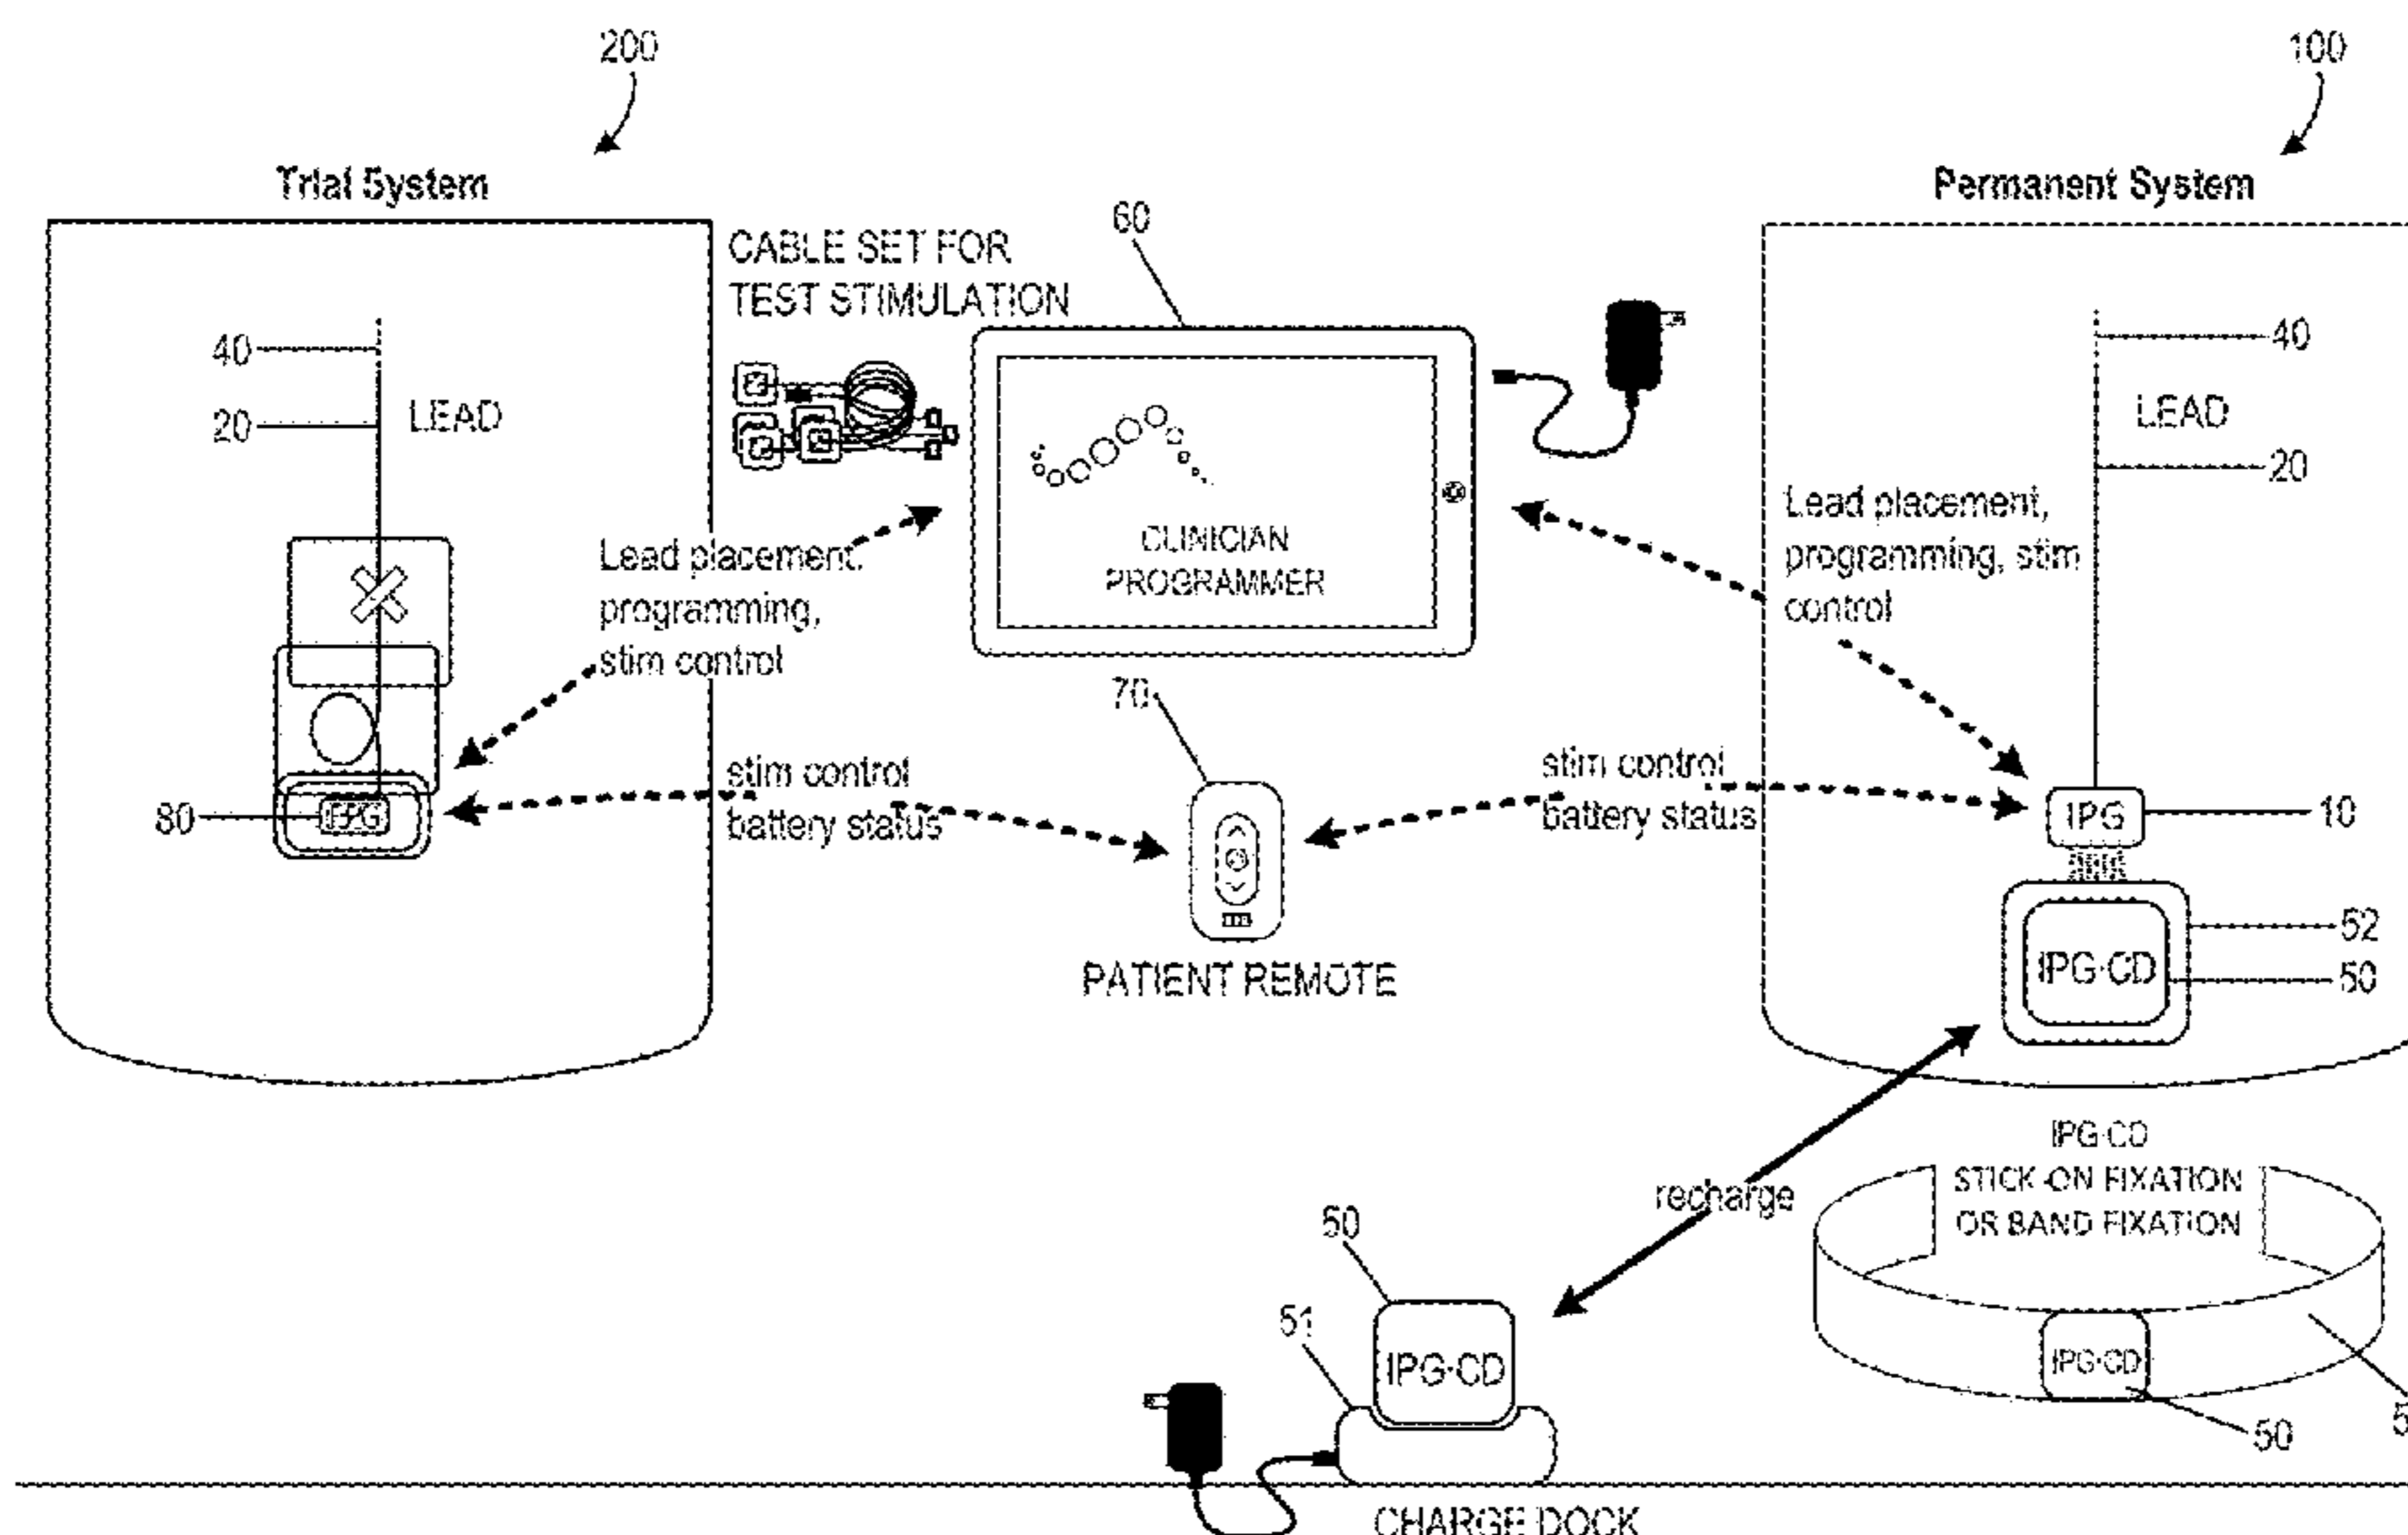 200
100
Trial System
Permanent System
60
CABLE SET FOR
TEST STIMULATION
40
20
LEAD
40
LEAD
20
Lead placement,
programming,
stim control
CLINICIAN
PROGRAMMER
Lead placement,
programming, stim
control
70
stim control
battery status
stim control
battery status
80
EPG
IPG
10
52
IPG-CD
50
PATIENT REMOTE
recharge
IPG-CD
STICK-ON FIXATION
OR BAND FIXATION
50
51
IPG-CD
IPG-CD
50
CHARGE DOCK